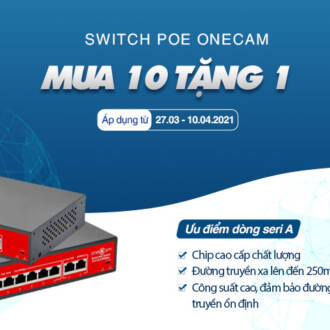 SWITCH POE ONECAM
MUA 10 TẶNG 1
Áp dụng từ 27.03 - 10.04.2021
Ưu điểm dòng seri A
Chip cao cấp chất lượng
Đường truyền xa lên đến 250m
Công suất cao, đảm bảo đường
truyền ổn định